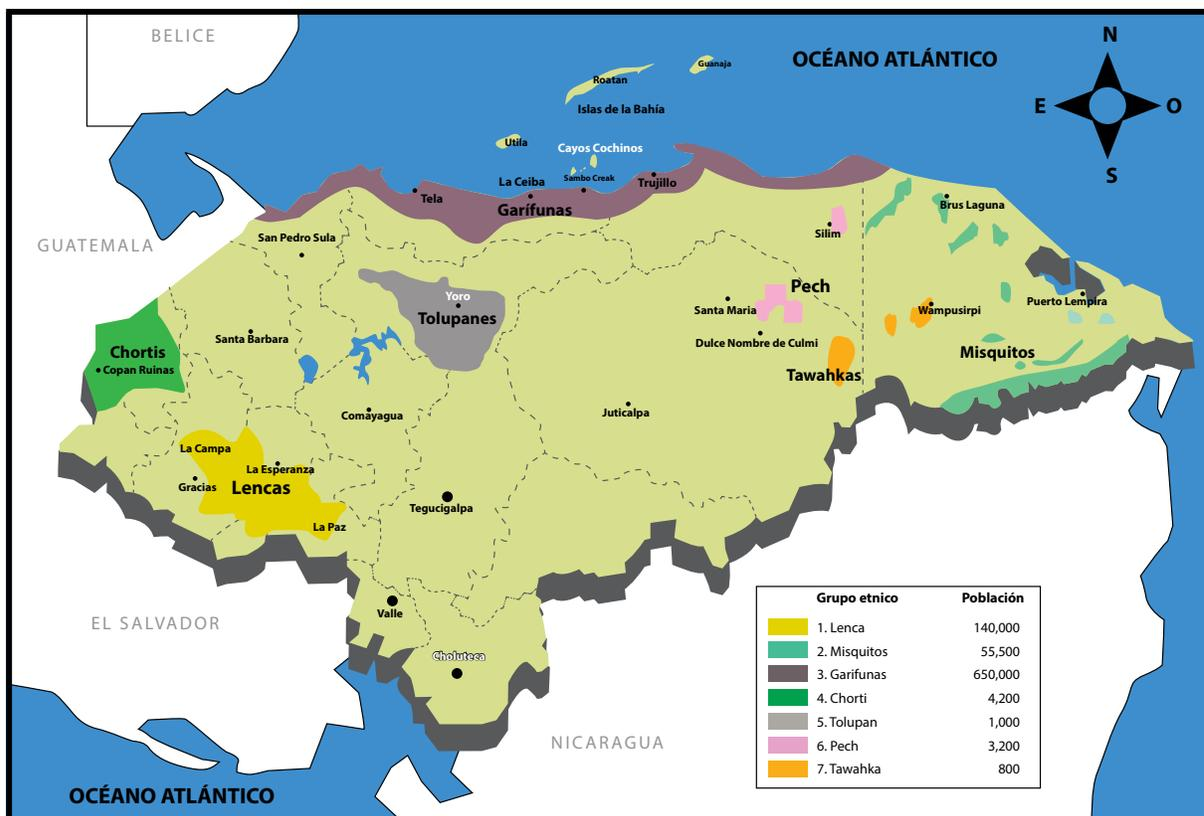 BELICE
OCÉANO ATLÁNTICO
N
E
O
S
Guanaja
Roatan
Islas de la Bahía
Utila
Cayos Cochinos
Sambo Creak
La Ceiba
Trujillo
Tela
Garífunas
GUATEMALA
San Pedro Sula
Brus Laguna
Silim
Pech
Yoro
Tolupanes
Santa Maria
Wampusirpi
Puerto Lempira
Santa Barbara
Dulce Nombre de Culmi
Chortis
Copan Ruinas
Misquitos
Tawahkas
Comayagua
Juticalpa
La Campa
La Esperanza
Gracias
Lencas
La Paz
Tegucigalpa
Valle
EL SALVADOR
Choluteca
NICARAGUA
OCÉANO ATLÁNTICO
Grupo etnico Población
1. Lenca 140,000
2. Misquitos 55,500
3. Garifunas 650,000
4. Chorti 4,200
5. Tolupan 1,000
6. Pech 3,200
7. Tawahka 800